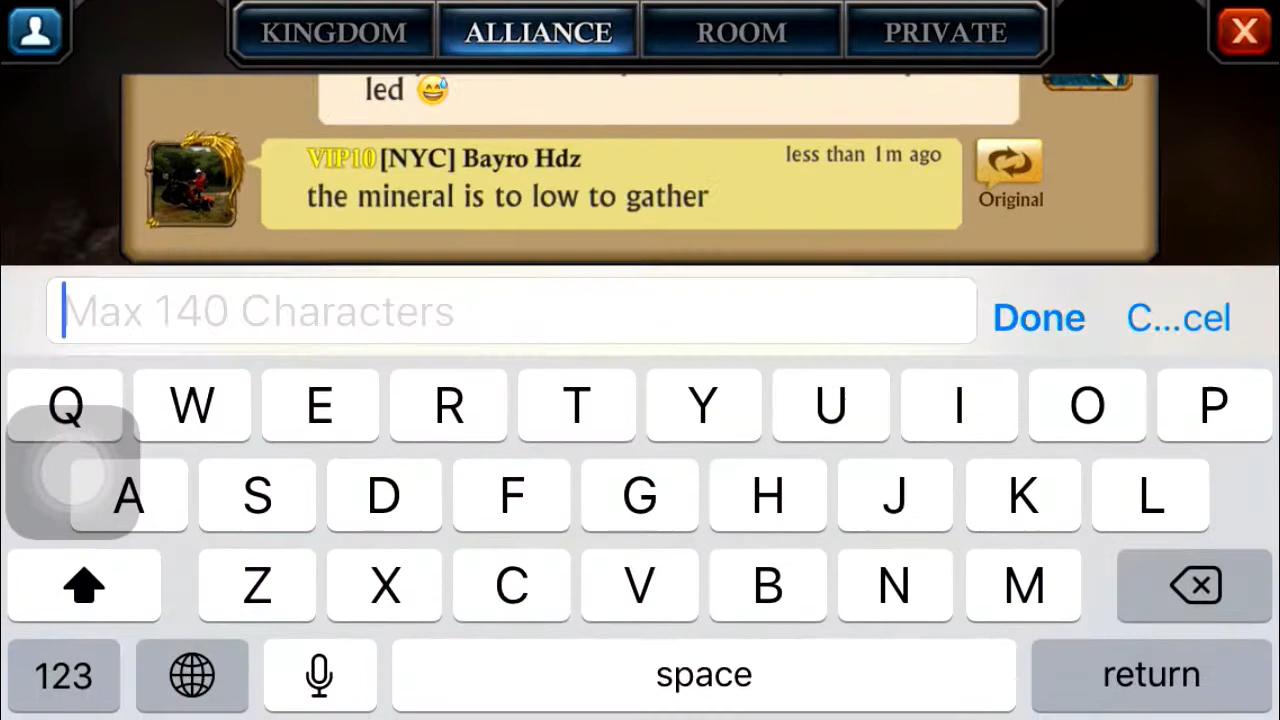 KINGDOM ALLIANCE ROOM PRIVATE
led 😅
VIP10 [NYC] Bayro Hdz less than 1m ago
the mineral is to low to gather
Original
Max 140 Characters
Done C...cel
Q W E R T Y U I O P
A S D F G H J K L
Z X C V B N M
123 space return